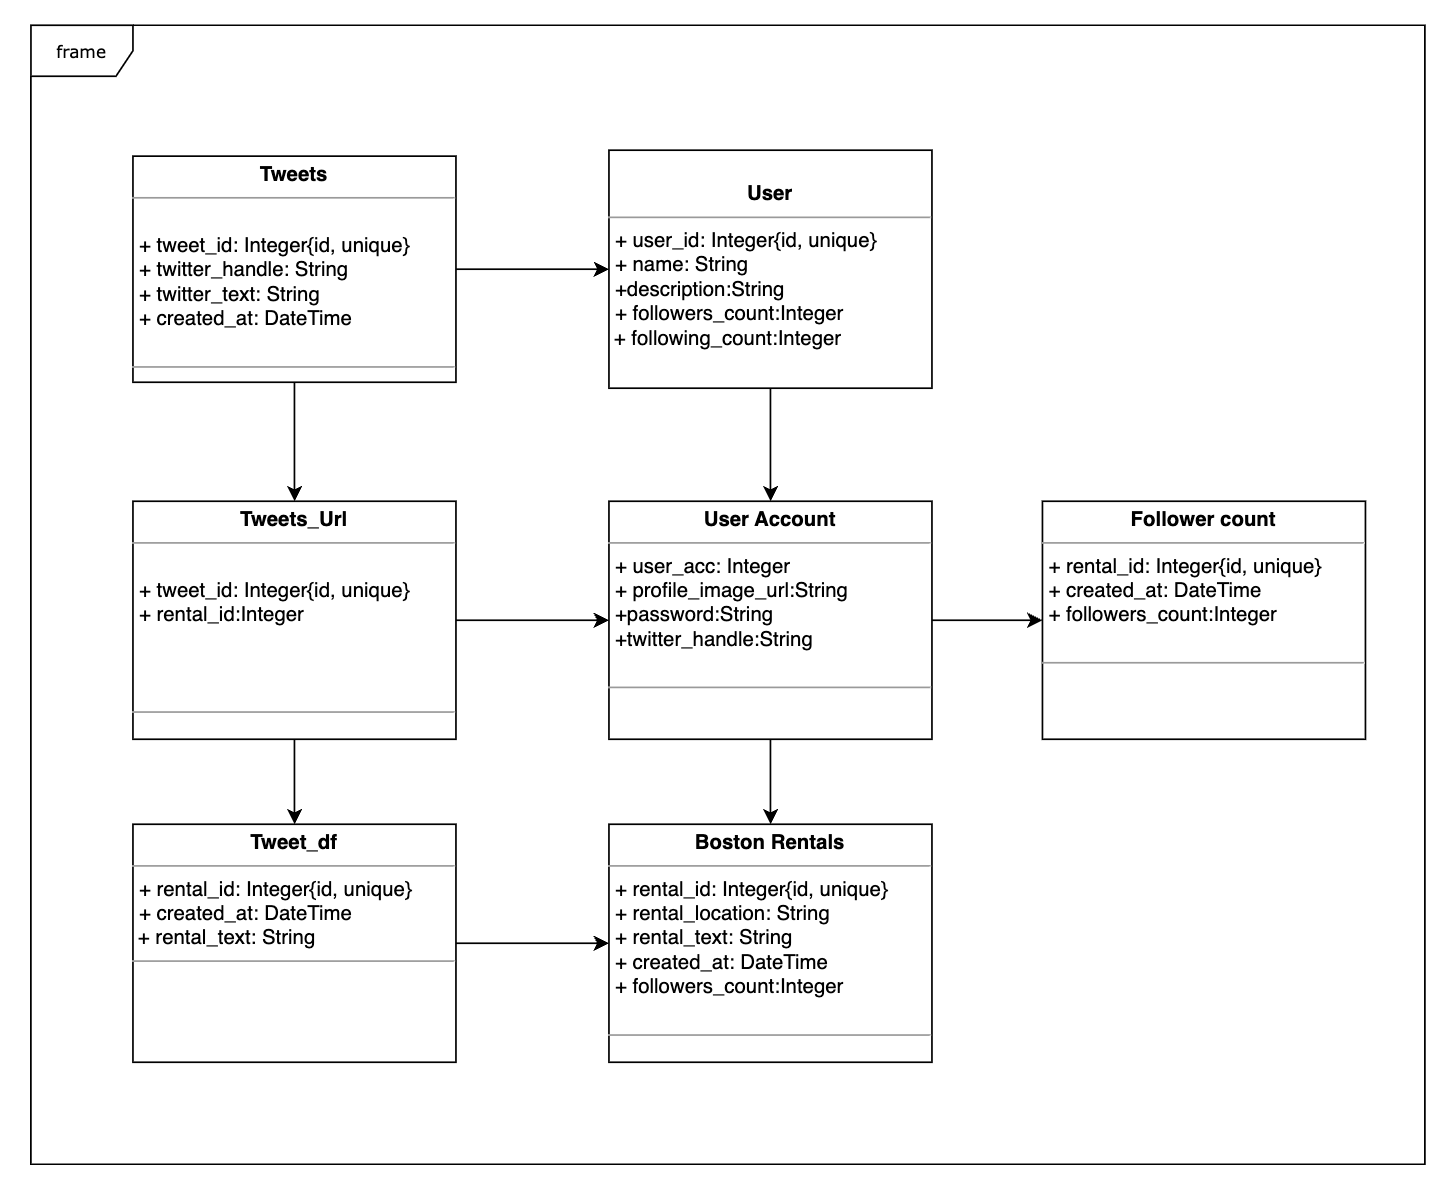 frame
Tweets
+ tweet_id: Integer{id, unique}
+ twitter_handle: String
+ twitter_text: String
+ created_at: DateTime
User
+ user_id: Integer{id, unique}
+ name: String
+description:String
+ followers_count:Integer
+ following_count:Integer
Tweets_Url
+ tweet_id: Integer{id, unique}
+ rental_id:Integer
User Account
+ user_acc: Integer
+ profile_image_url:String
+password:String
+twitter_handle:String
Follower count
+ rental_id: Integer{id, unique}
+ created_at: DateTime
+ followers_count:Integer
Tweet_df
+ rental_id: Integer{id, unique}
+ created_at: DateTime
+ rental_text: String
Boston Rentals
+ rental_id: Integer{id, unique}
+ rental_location: String
+ rental_text: String
+ created_at: DateTime
+ followers_count:Integer